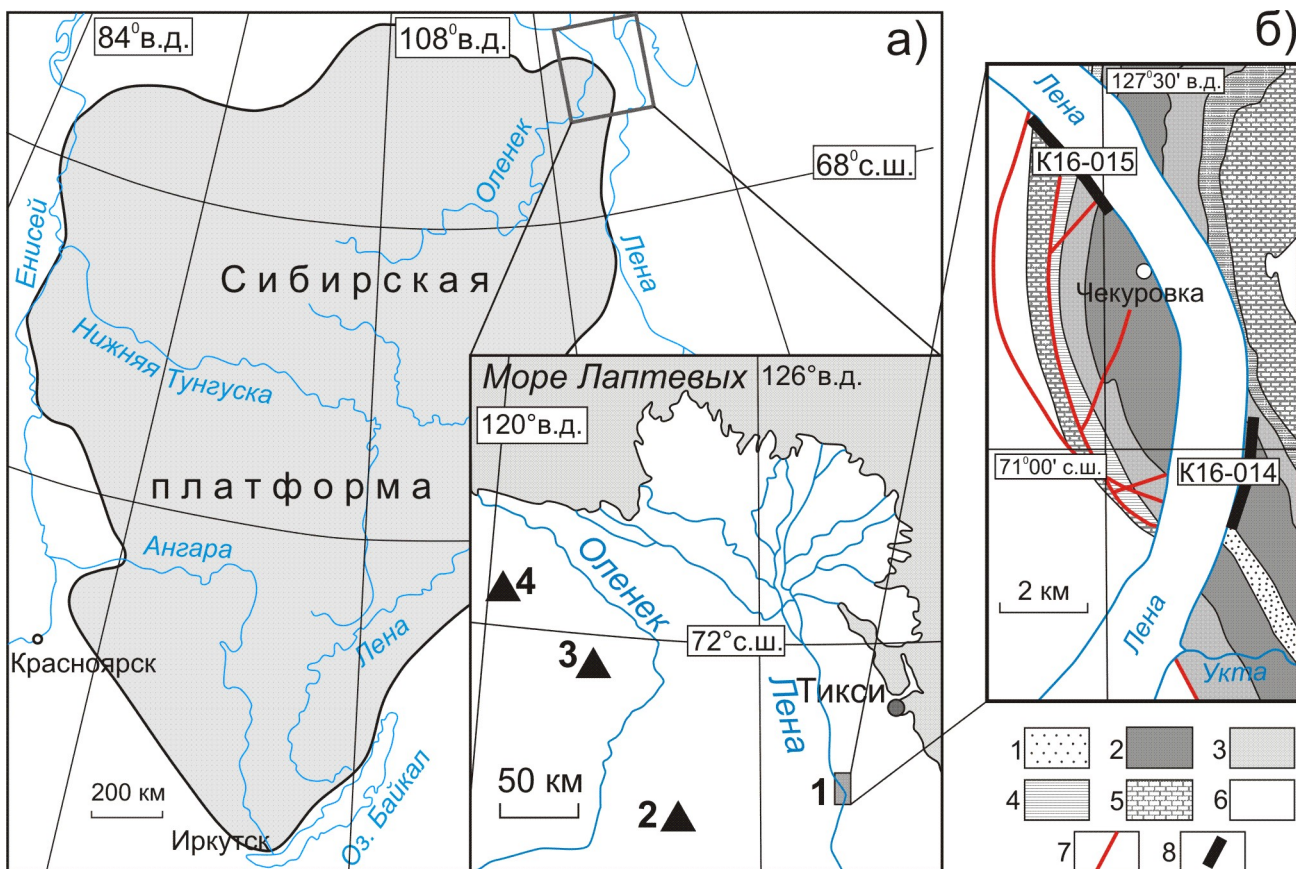 84⁰в.д.
108⁰в.д.
а)
Оленек
68⁰с.ш.
Енисей
Лена
Сибирская
Нижняя Тунгуска
платформа
Ангара
Лена
Красноярск
200 км
Иркутск
Оз. Байкал
Море Лаптевых
126°в.д.
120°в.д.
Оленек
4
72°с.ш.
3
Лена
Тикси
50 км
1
2
б)
127⁰30' в.д.
Лена
К16-015
Чекуровка
71⁰00' с.ш.
К16-014
2 км
Лена
Укта
1 2 3
4 5 6
7 8